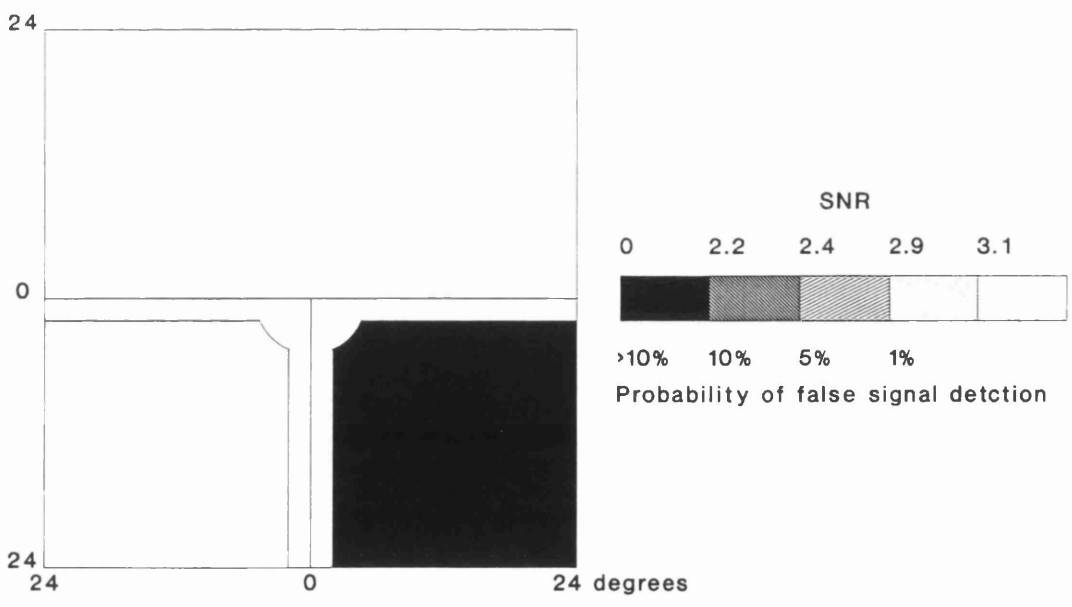 24
0
24
24 0 24 degrees
SNR
0 2.2 2.4 2.9 3.1
>10% 10% 5% 1%
Probability of false signal detction